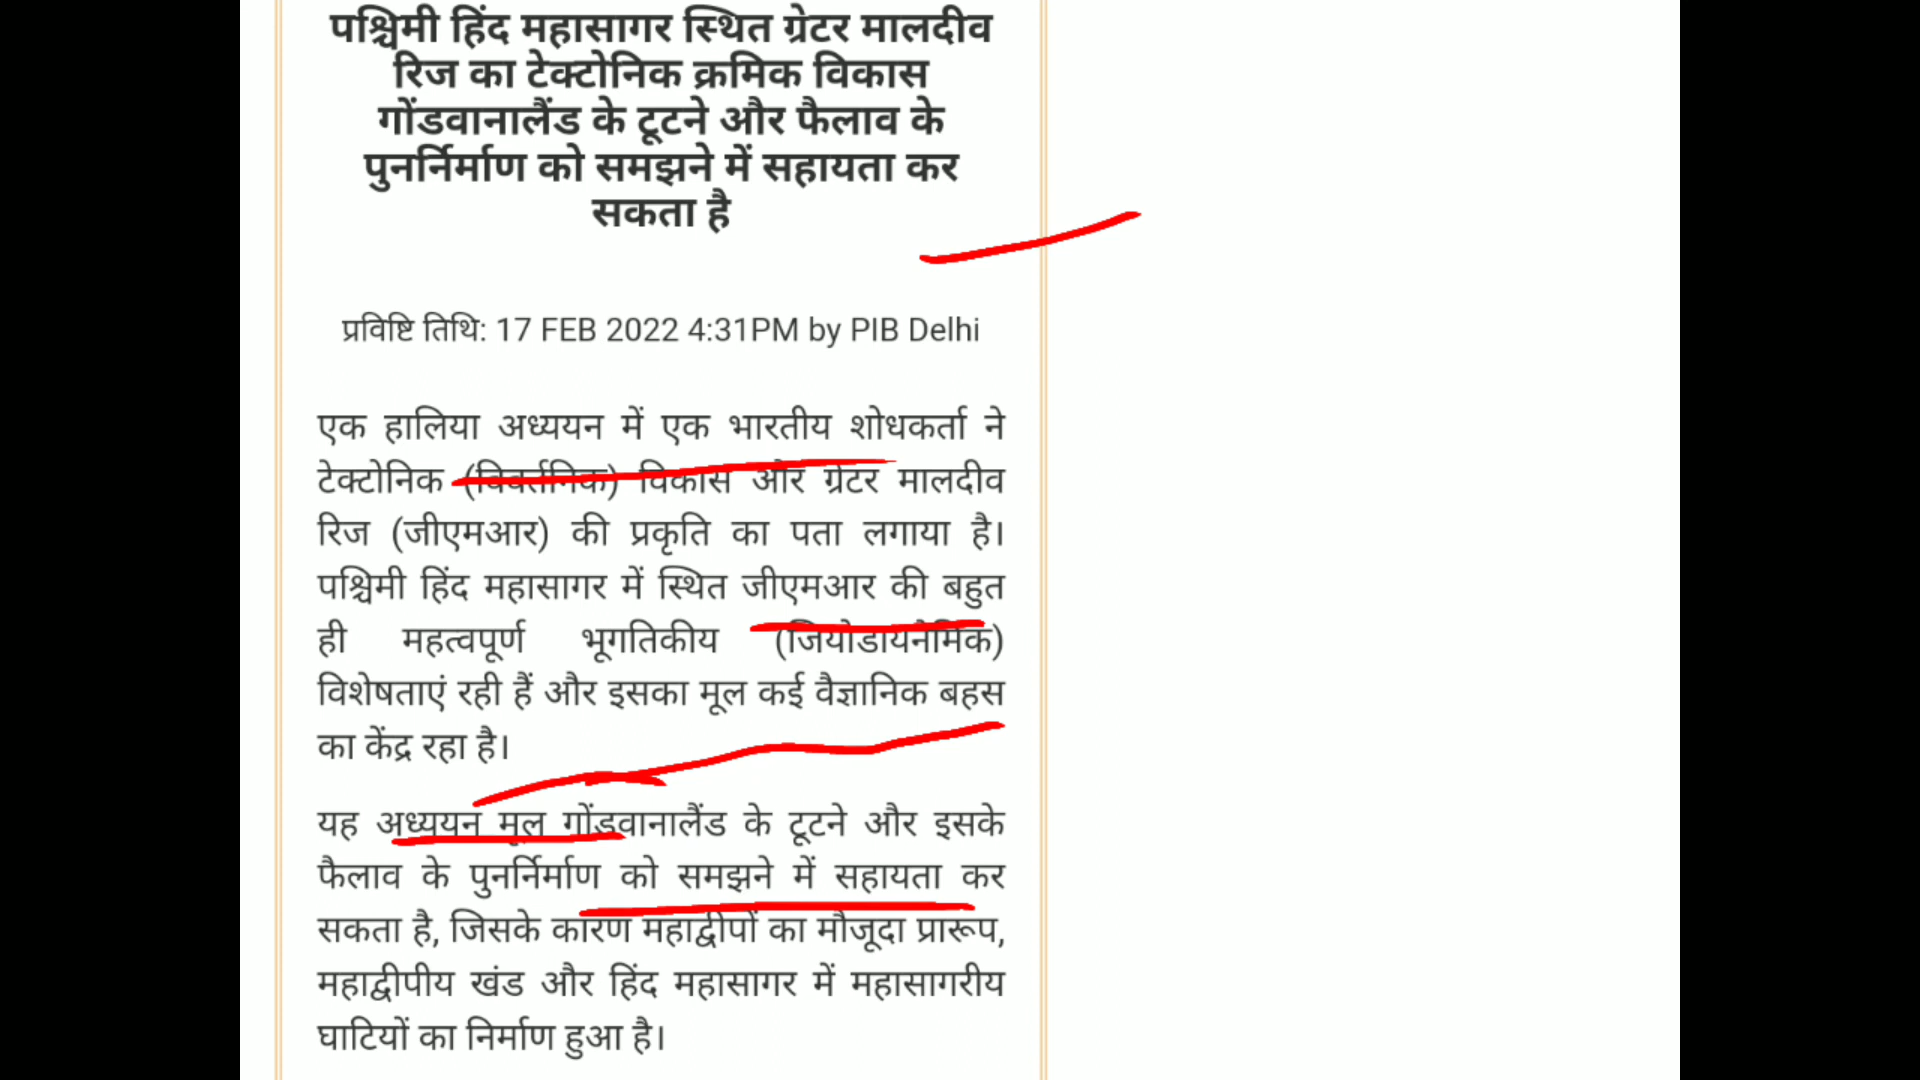 पश्चिमी हिंद महासागर स्थित ग्रेटर मालदीव
रिज का टेक्टोनिक क्रमिक विकास
गोंडवानालैंड के टूटने और फैलाव के
पुनर्निर्माण को समझने में सहायता कर
सकता है
प्रविष्टि तिथि: 17 FEB 2022 4:31PM by PIB Delhi
एक हालिया अध्ययन में एक भारतीय शोधकर्ता ने
टेक्टोनिक (विवर्तनिक) विकास और ग्रेटर मालदीव
रिज (जीएमआर) की प्रकृति का पता लगाया है।
पश्चिमी हिंद महासागर में स्थित जीएमआर की बहुत
ही महत्वपूर्ण भूगतिकीय (जियोडायनैमिक)
विशेषताएं रही हैं और इसका मूल कई वैज्ञानिक बहस
का केंद्र रहा है।
यह अध्ययन मूल गोंडवानालैंड के टूटने और इसके
फैलाव के पुनर्निर्माण को समझने में सहायता कर
सकता है, जिसके कारण महाद्वीपों का मौजूदा प्रारूप,
महाद्वीपीय खंड और हिंद महासागर में महासागरीय
घाटियों का निर्माण हुआ है।